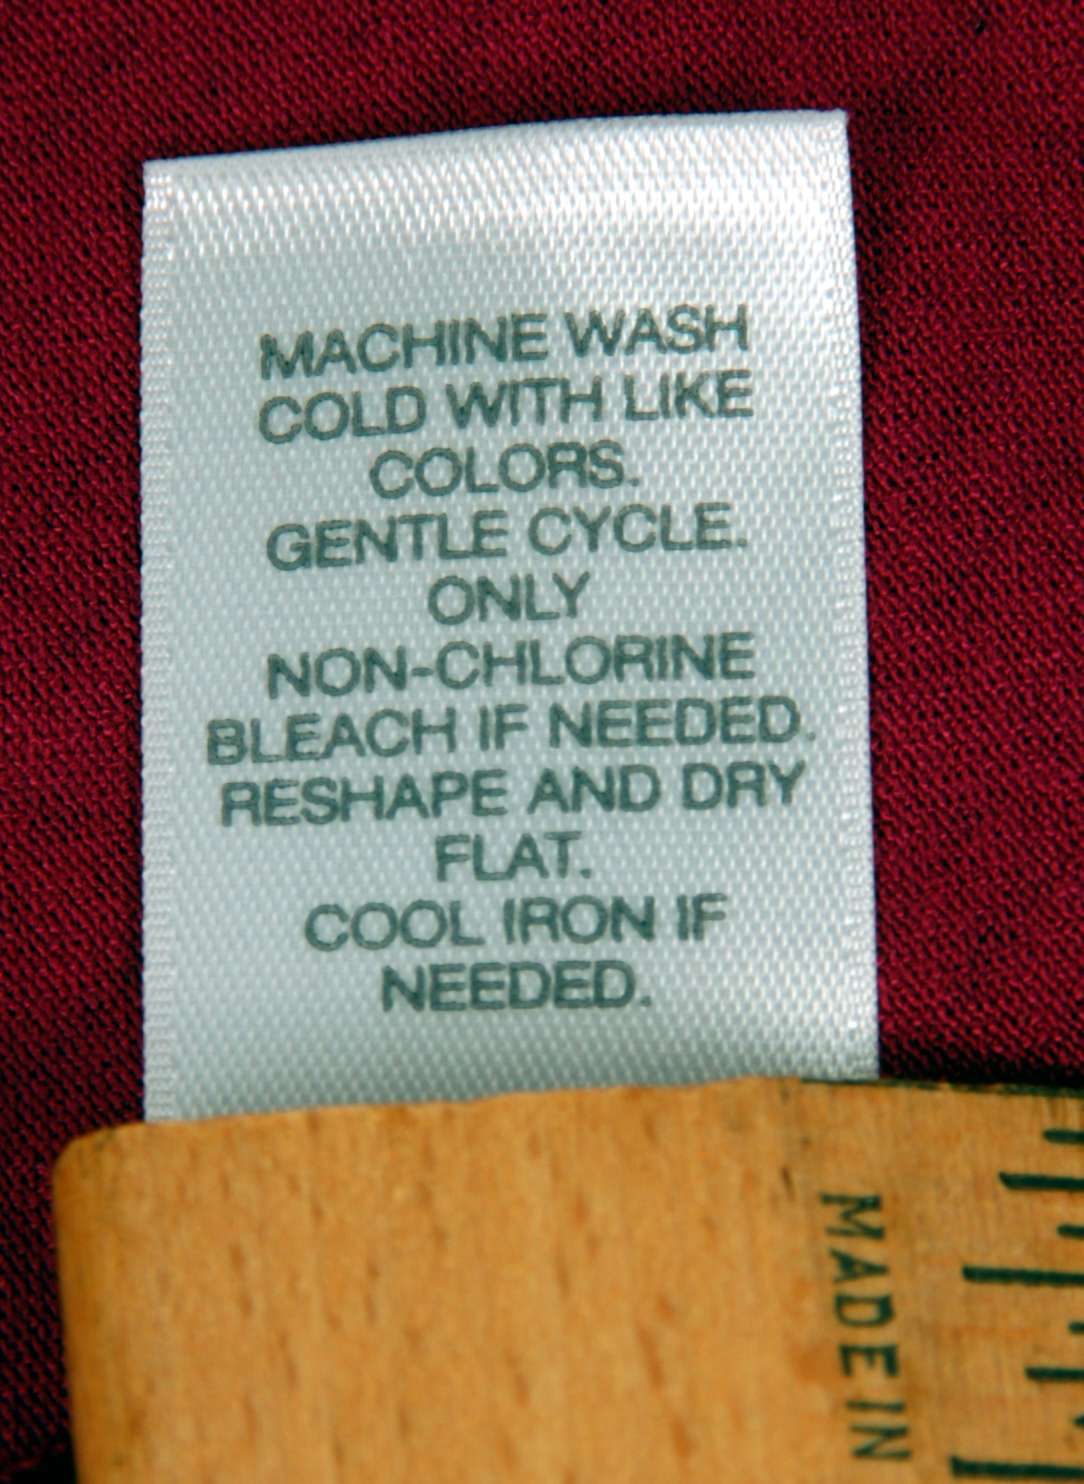 MACHINE WASH
COLD WITH LIKE
COLORS.
GENTLE CYCLE.
ONLY
NON-CHLORINE
BLEACH IF NEEDED.
RESHAPE AND DRY
FLAT.
COOL IRON IF
NEEDED.
MADE IN